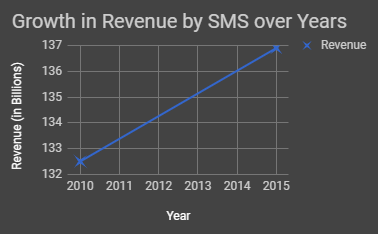 Growth in Revenue by SMS over Years
Revenue
137
136
135
134
133
132
Revenue (in Billions)
2010 2011 2012 2013 2014 2015
Year